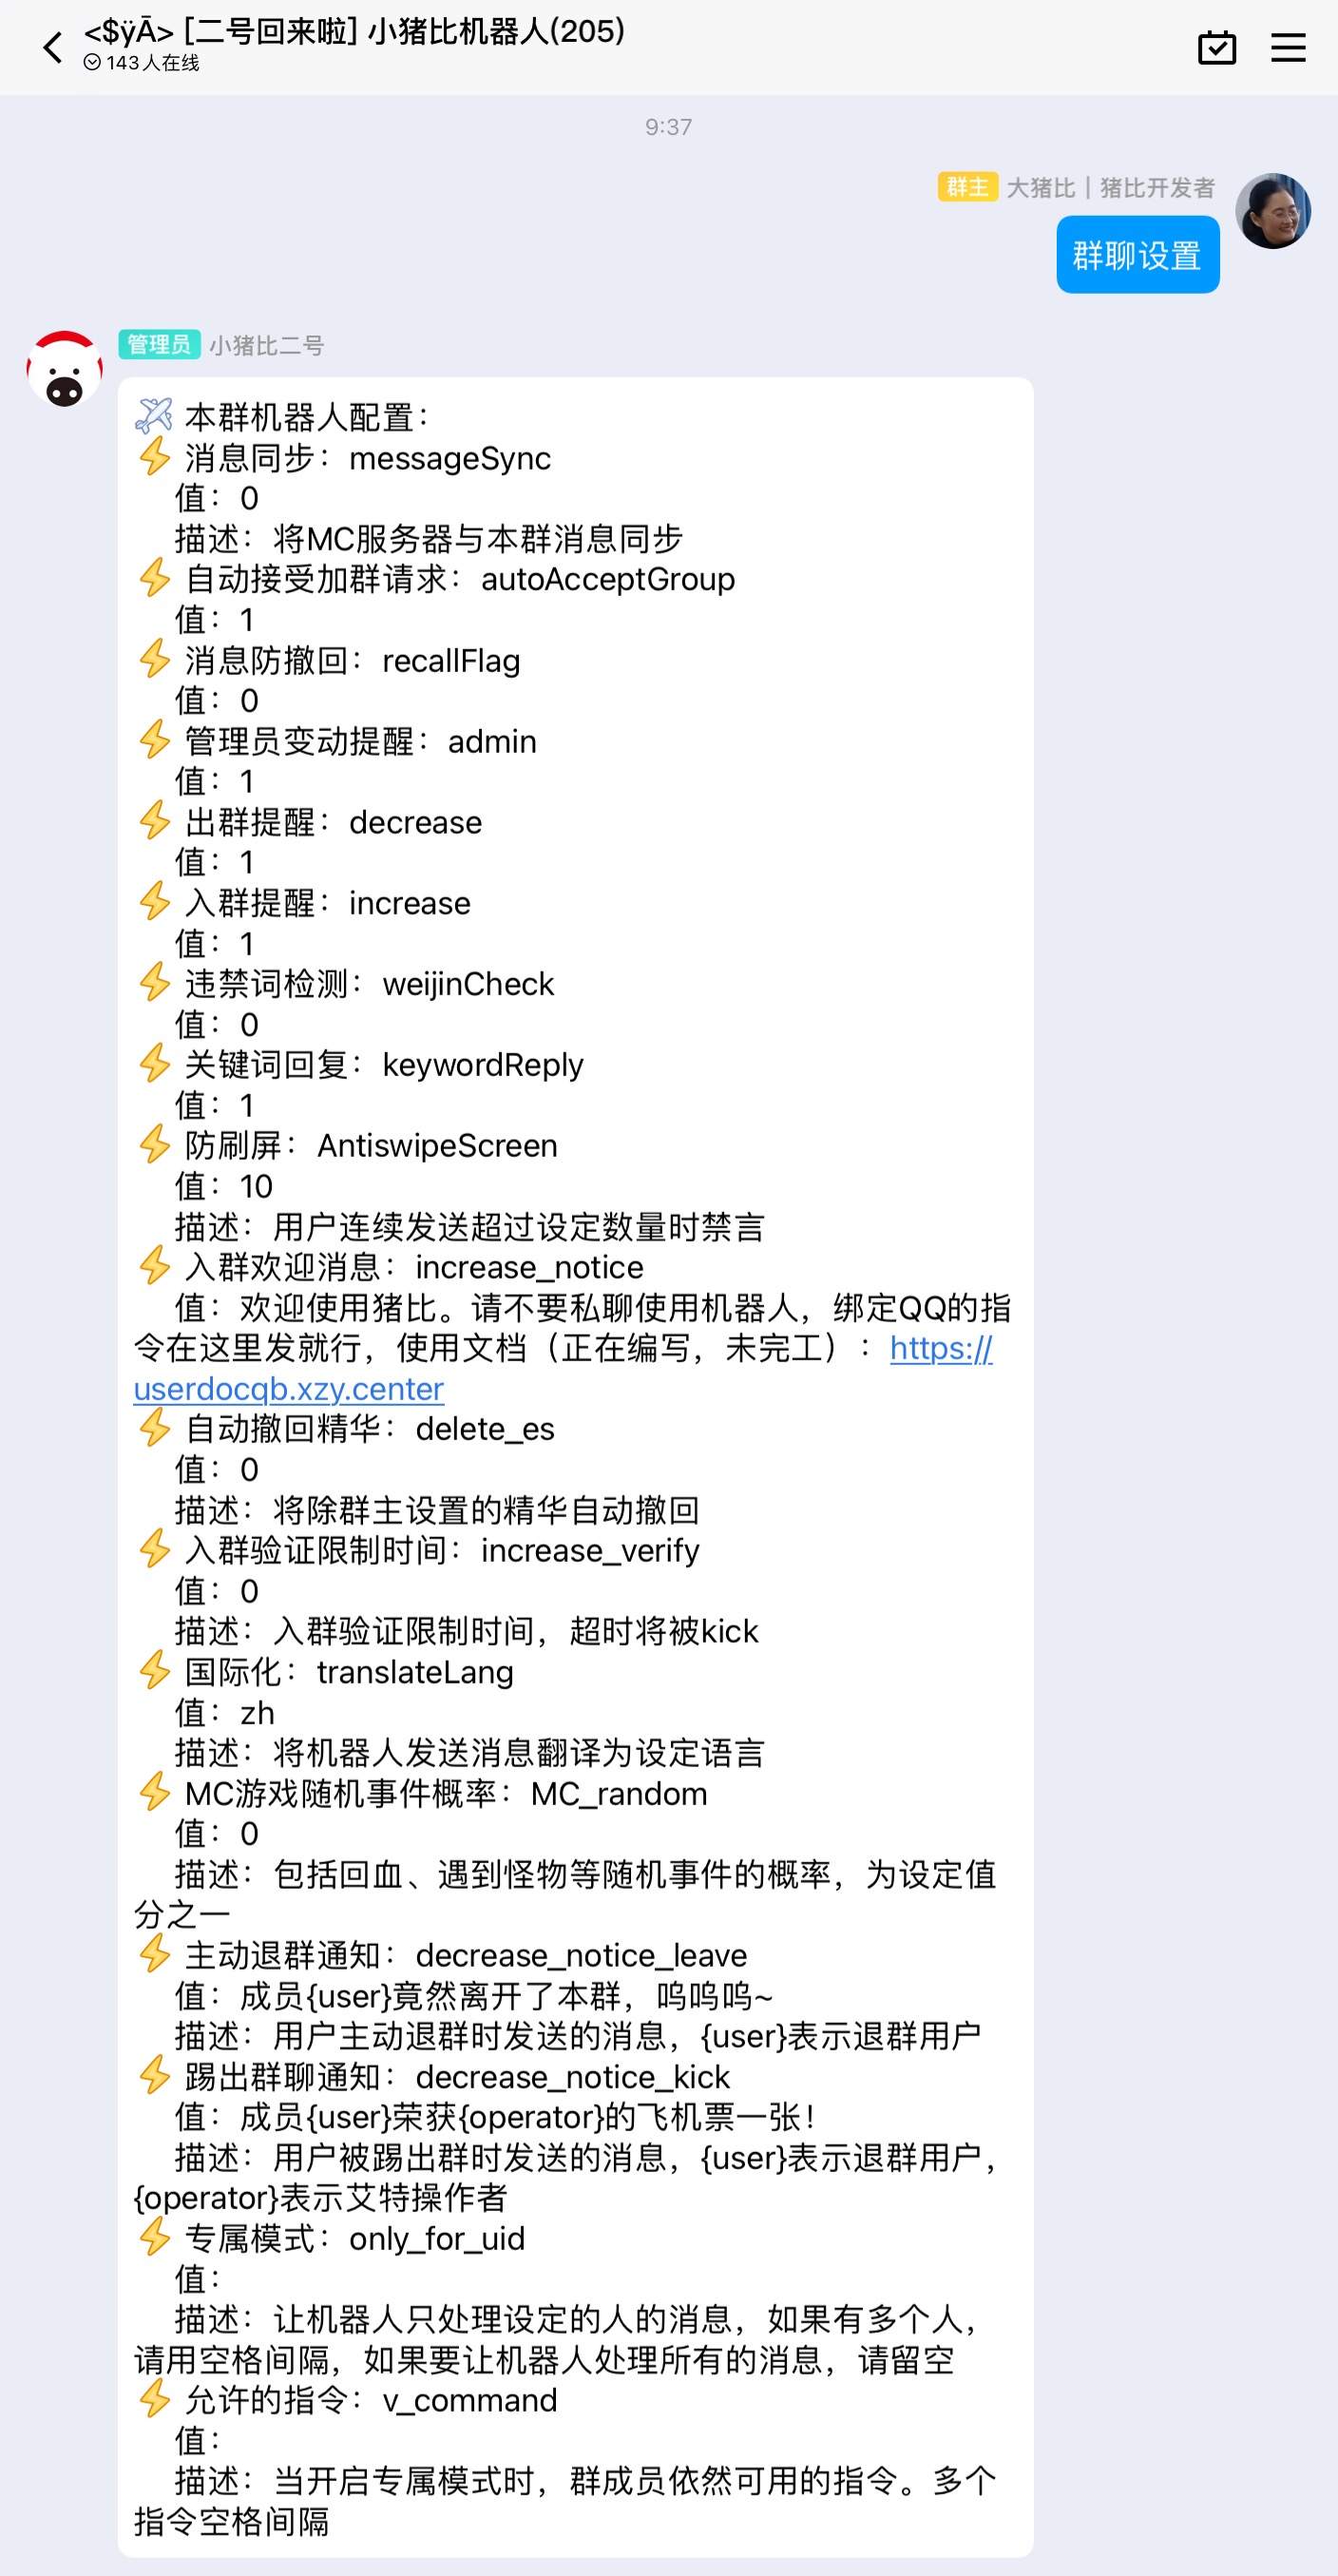 <$ÿĀ> [二号回来啦] 小猪比机器人(205)
143人在线
9:37
群主 大猪比｜猪比开发者
群聊设置
管理员 小猪比二号
本群机器人配置：
消息同步：messageSync
值：0
描述：将MC服务器与本群消息同步
自动接受加群请求：autoAcceptGroup
值：1
消息防撤回：recallFlag
值：0
管理员变动提醒：admin
值：1
出群提醒：decrease
值：1
入群提醒：increase
值：1
违禁词检测：weijinCheck
值：0
关键词回复：keywordReply
值：1
防刷屏：AntiswipeScreen
值：10
描述：用户连续发送超过设定数量时禁言
入群欢迎消息：increase_notice
值：欢迎使用猪比。请不要私聊使用机器人，绑定QQ的指
令在这里发就行，使用文档（正在编写，未完工）：https://
userdocqb.xzy.center
自动撤回精华：delete_es
值：0
描述：将除群主设置的精华自动撤回
入群验证限制时间：increase_verify
值：0
描述：入群验证限制时间，超时将被kick
国际化：translateLang
值：zh
描述：将机器人发送消息翻译为设定语言
MC游戏随机事件概率：MC_random
值：0
描述：包括回血、遇到怪物等随机事件的概率，为设定值
分之一
主动退群通知：decrease_notice_leave
值：成员{user}竟然离开了本群，呜呜呜~
描述：用户主动退群时发送的消息，{user}表示退群用户
踢出群聊通知：decrease_notice_kick
值：成员{user}荣获{operator}的飞机票一张！
描述：用户被踢出群时发送的消息，{user}表示退群用户，
{operator}表示艾特操作者
专属模式：only_for_uid
值：
描述：让机器人只处理设定的人的消息，如果有多个人，
请用空格间隔，如果要让机器人处理所有的消息，请留空
允许的指令：v_command
值：
描述：当开启专属模式时，群成员依然可用的指令。多个
指令空格间隔